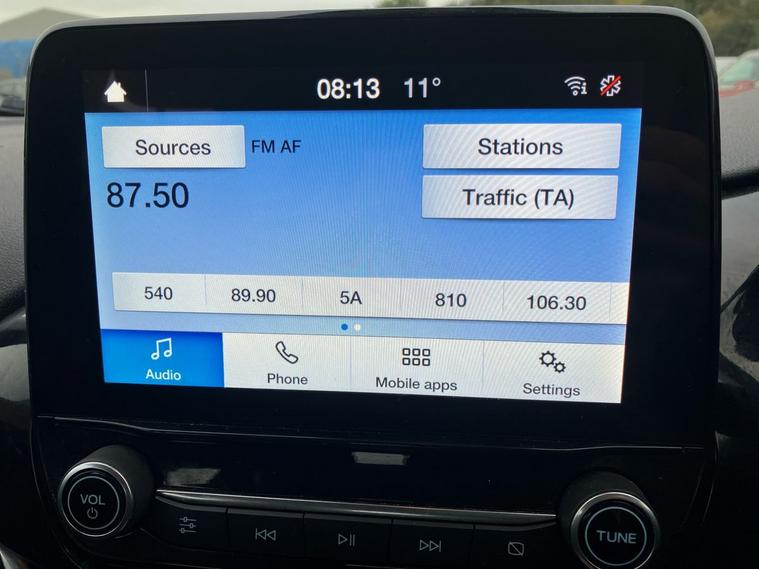 08:13 11°
Sources FM AF Stations
87.50 Traffic (TA)
540 89.90 5A 810 106.30
Audio Phone Mobile apps Settings
VOL
TUNE